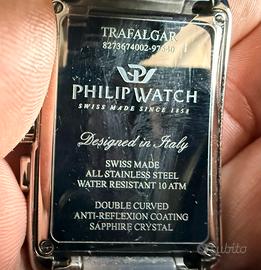 TRAFALGAR
PHILIP WATCH
SWISS MADE SINCE 1858
Designed in Italy
SWISS MADE
ALL STAINLESS STEEL
WATER RESISTANT 10 ATM
DOUBLE CURVED
ANTI-REFLEXION COATING
SAPPHIRE CRYSTAL
subito